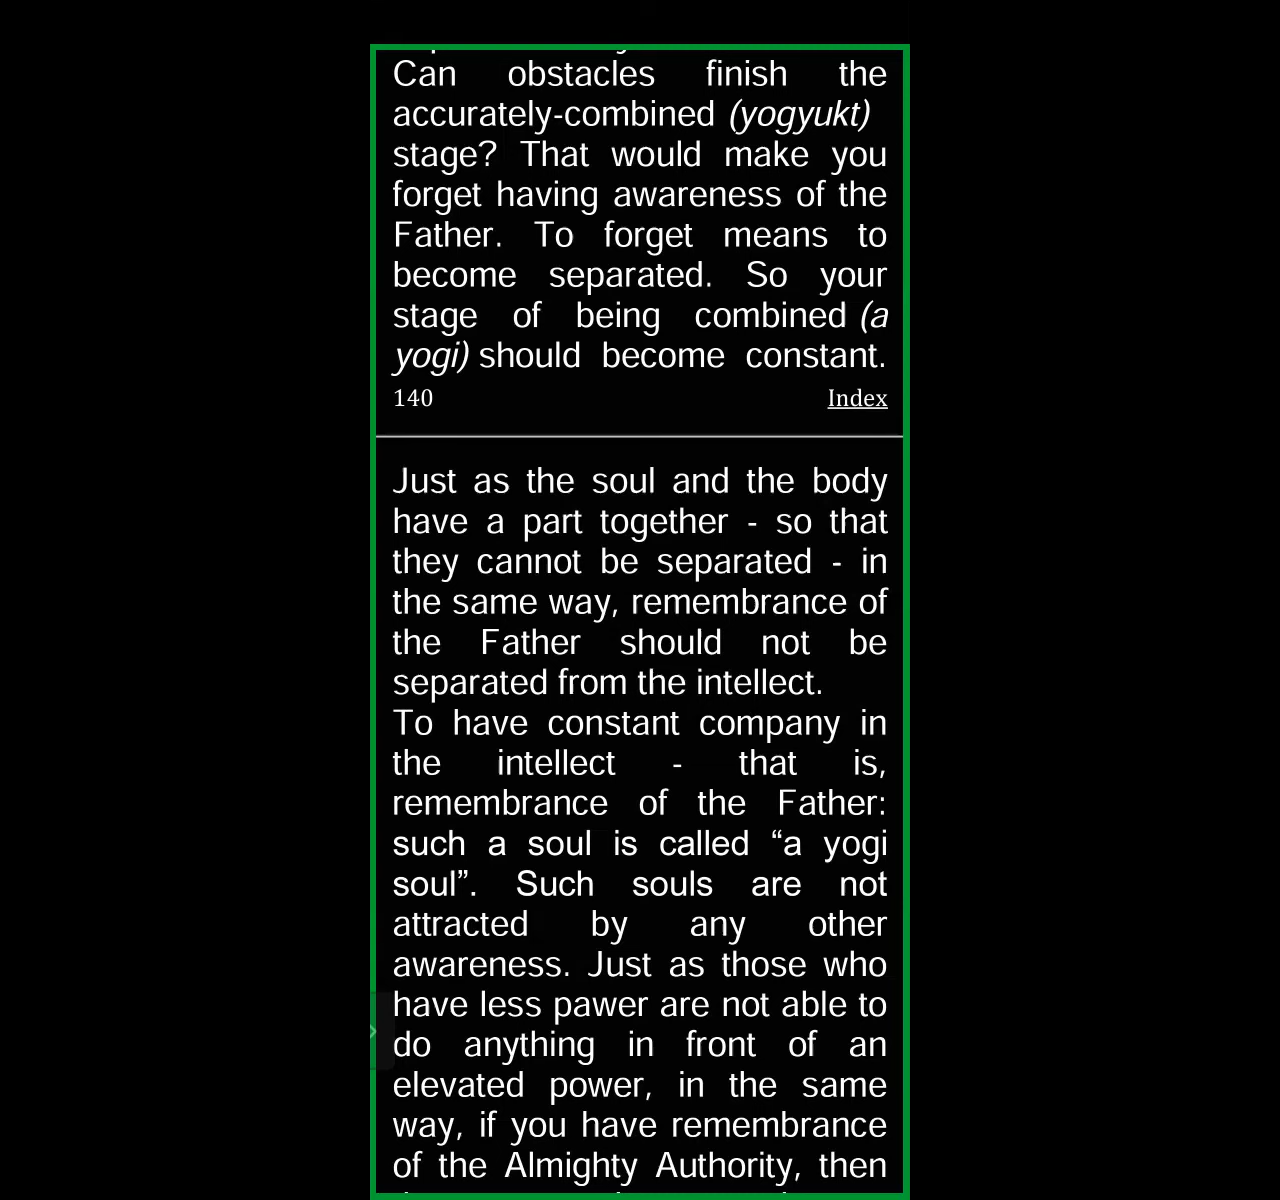 Can obstacles finish the
accurately-combined (yogyukt)
stage? That would make you
forget having awareness of the
Father. To forget means to
become separated. So your
stage of being combined (a
yogi) should become constant.
140 Index
Just as the soul and the body
have a part together - so that
they cannot be separated - in
the same way, remembrance of
the Father should not be
separated from the intellect.
To have constant company in
the intellect - that is,
remembrance of the Father:
such a soul is called “a yogi
soul”. Such souls are not
attracted by any other
awareness. Just as those who
have less pawer are not able to
do anything in front of an
elevated power, in the same
way, if you have remembrance
of the Almighty Authority, then